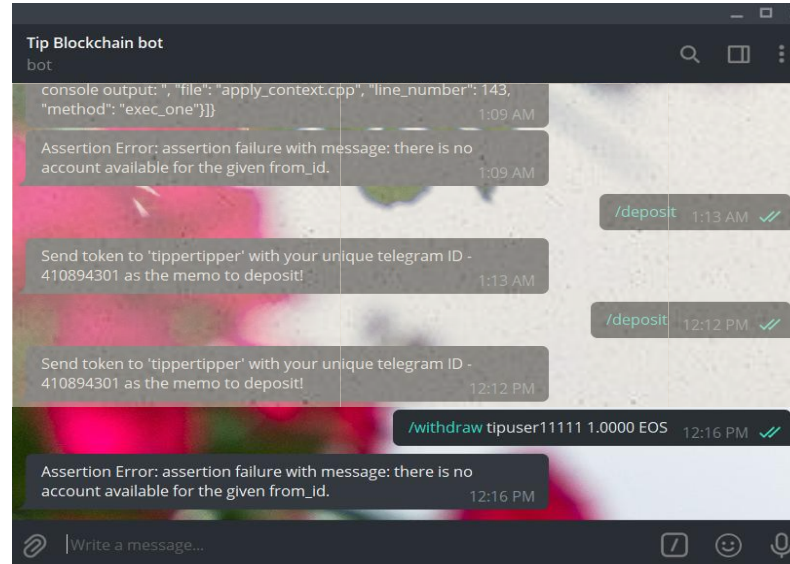 Tip Blockchain bot
bot
console output: ", "file": "apply_context.cpp", "line_number": 143,
"method": "exec_one"}]}
1:09 AM
Assertion Error: assertion failure with message: there is no
account available for the given from_id.
1:09 AM
/deposit 1:13 AM
Send token to 'tippertipper' with your unique telegram ID -
410894301 as the memo to deposit!
1:13 AM
/deposit 12:12 PM
Send token to 'tippertipper' with your unique telegram ID -
410894301 as the memo to deposit!
12:12 PM
/withdraw tipuser11111 1.0000 EOS 12:16 PM
Assertion Error: assertion failure with message: there is no
account available for the given from_id.
12:16 PM
Write a message...